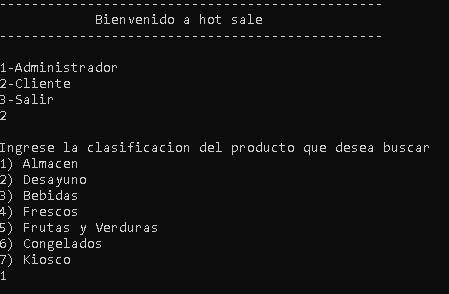 ------------------------------------------------
Bienvenido a hot sale
------------------------------------------------
1-Administrador
2-Cliente
3-Salir
2
Ingrese la clasificacion del producto que desea buscar
1) Almacen
2) Desayuno
3) Bebidas
4) Frescos
5) Frutas y Verduras
6) Congelados
7) Kiosco
1